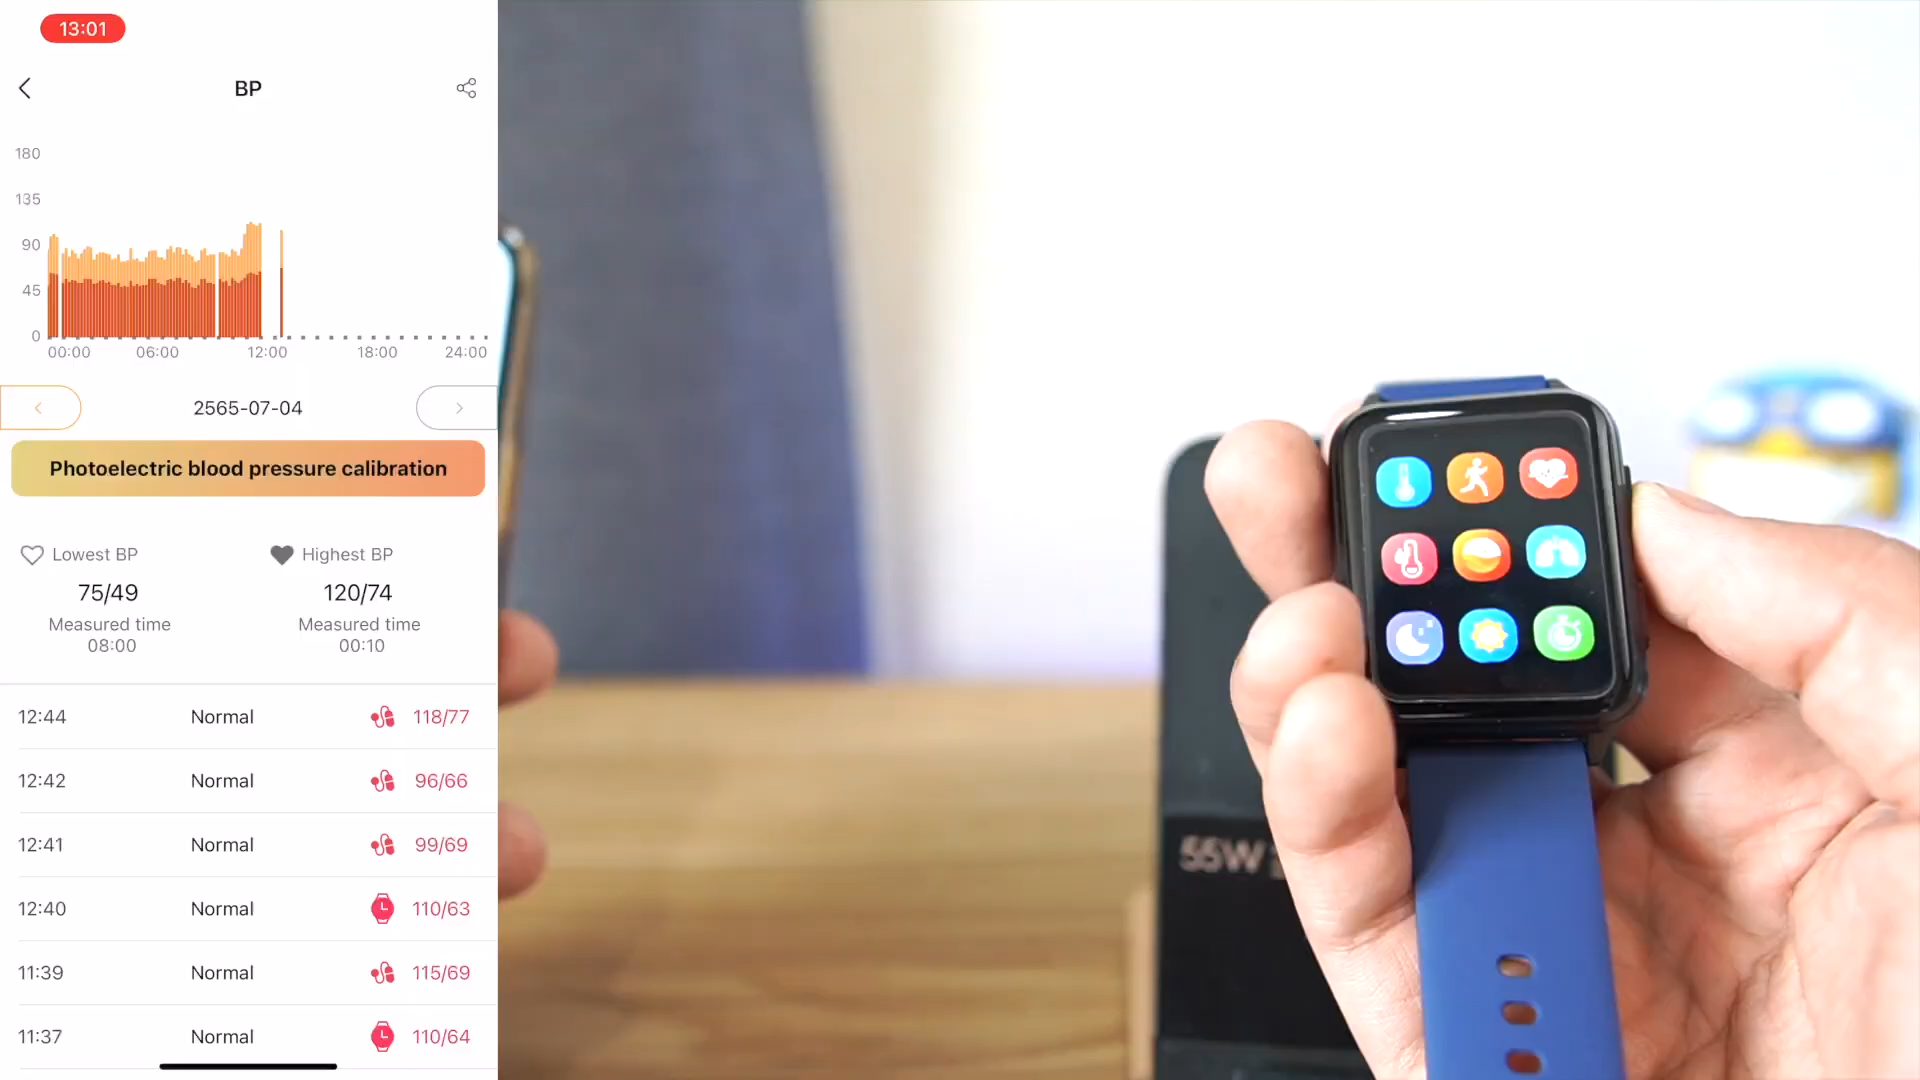 13:01
BP
180
135
90
45
0
00:00 06:00 12:00 18:00 24:00
2565-07-04
Photoelectric blood pressure calibration
Lowest BP Highest BP
75/49 120/74
Measured time Measured time
08:00 00:10
12:44 Normal 118/77
12:42 Normal 96/66
12:41 Normal 99/69
12:40 Normal 110/63
11:39 Normal 115/69
11:37 Normal 110/64
55W